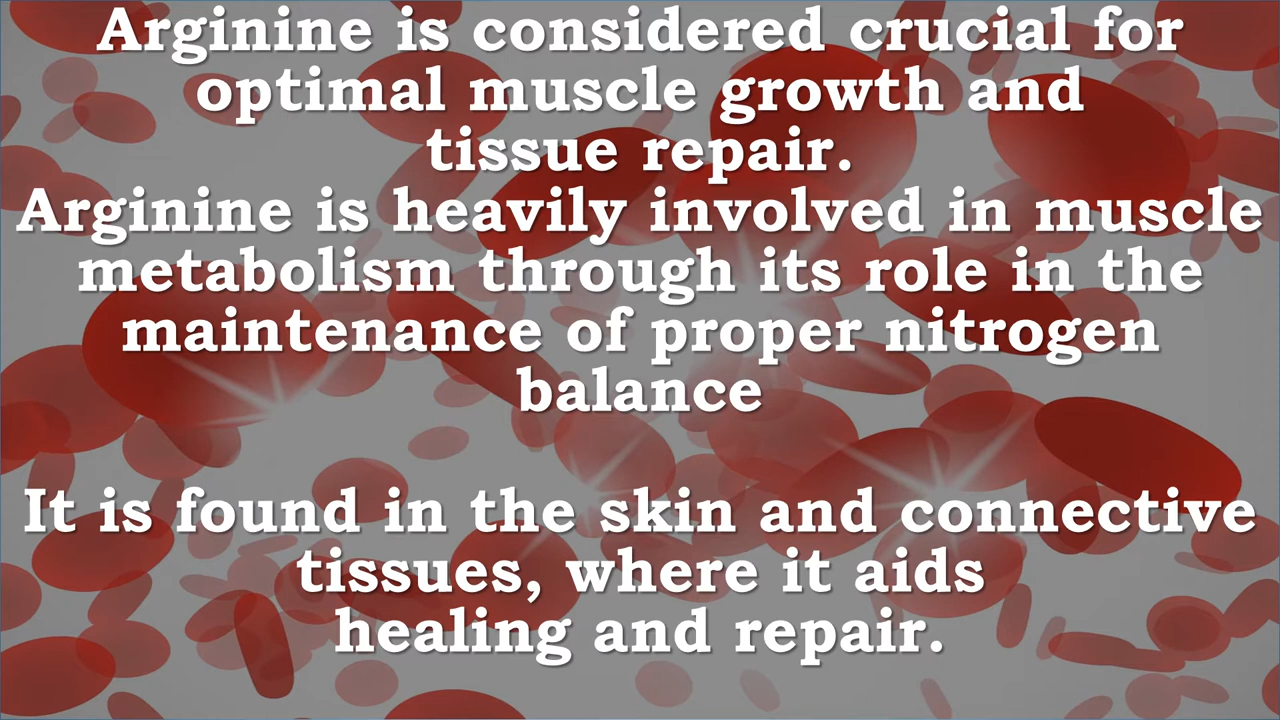 Arginine is considered crucial for
optimal muscle growth and
tissue repair.
Arginine is heavily involved in muscle
metabolism through its role in the
maintenance of proper nitrogen
balance
It is found in the skin and connective
tissues, where it aids
healing and repair.